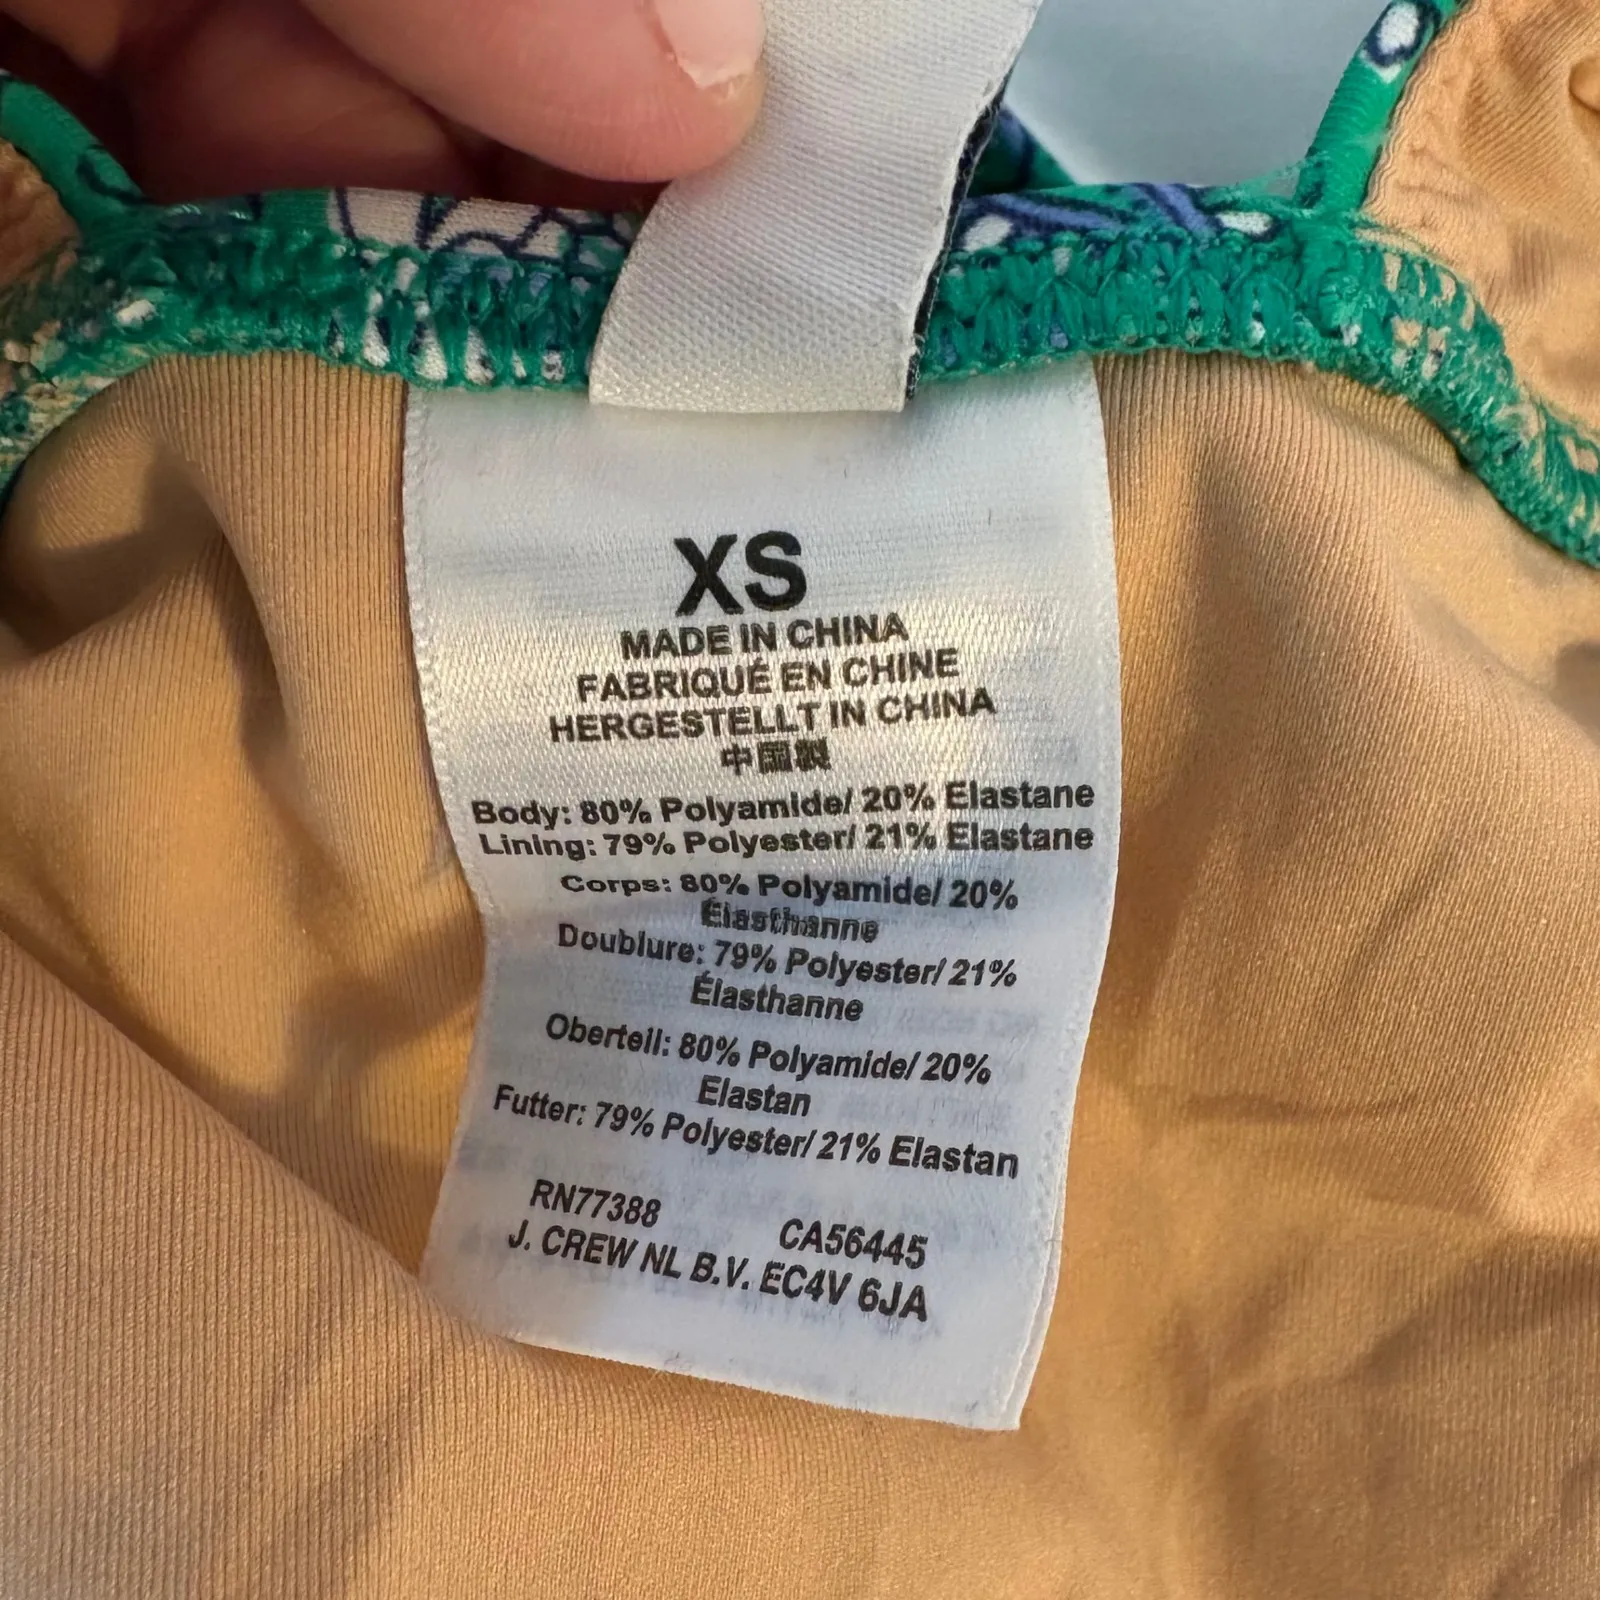 XS
MADE IN CHINA
FABRIQUÉ EN CHINE
HERGESTELLT IN CHINA
中国製
Body: 80% Polyamide/ 20% Elastane
Lining: 79% Polyester/ 21% Elastane
Corps: 80% Polyamide/ 20%
Élasthanne
Doublure: 79% Polyester/ 21%
Élasthanne
Oberteil: 80% Polyamide/ 20%
Elastan
Futter: 79% Polyester/ 21% Elastan
RN77388 CA56445
J. CREW NL B.V. EC4V 6JA